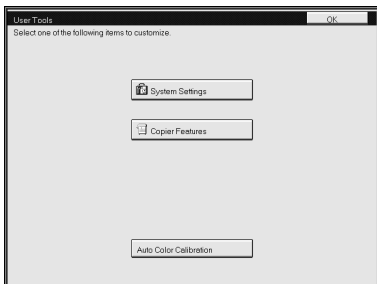 User Tools
OK
Select one of the following items to customize.
System Settings
Copier Features
Auto Color Calibration